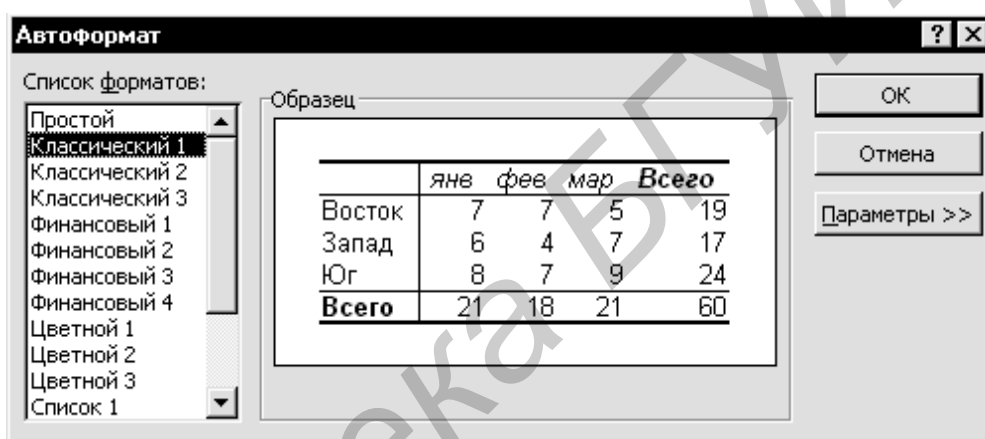 Автоформат
Список форматов:
Простой
Классический 1
Классический 2
Классический 3
Финансовый 1
Финансовый 2
Финансовый 3
Финансовый 4
Цветной 1
Цветной 2
Цветной 3
Список 1
Образец
янв фев мар Всего
Восток 7 7 5 19
Запад 6 4 7 17
Юг 8 7 9 24
Всего 21 18 21 60
ОК
Отмена
Параметры >>